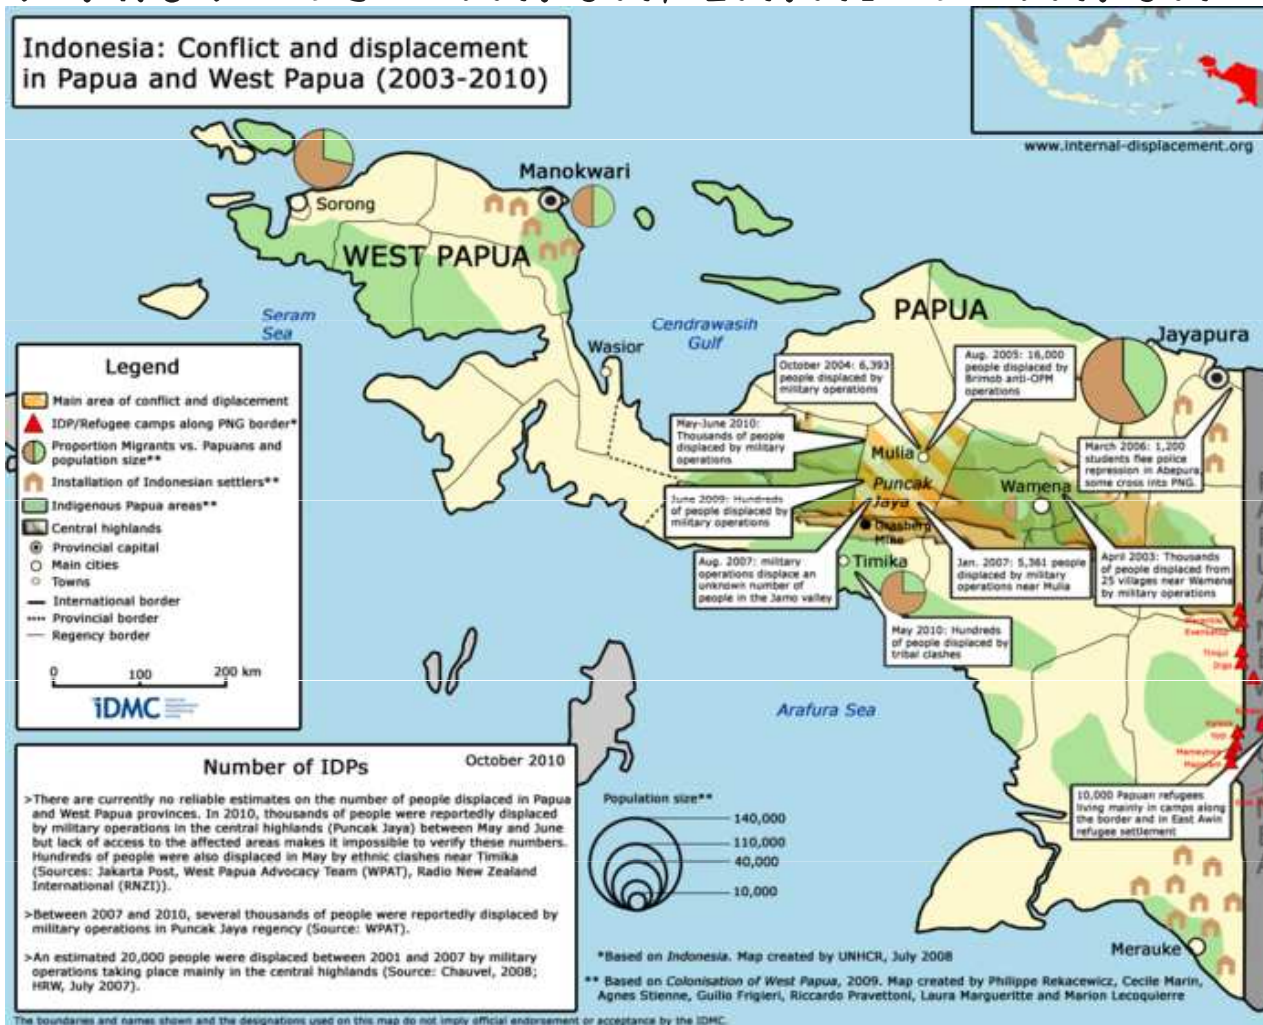 Indonesia: Conflict and displacement
in Papua and West Papua (2003-2010)
www.internal-displacement.org
Manokwari
Sorong
WEST PAPUA
PAPUA
Seram
Sea
Cendrawasih
Gulf
Jayapura
Wasior
Legend
Main area of conflict and diplacement
IDP/Refugee camps along PNG border*
Proportion Migrants vs. Papuans and
population size**
Installation of Indonesian settlers**
Indigenous Papua areas**
Central highlands
Provincial capital
Main cities
Towns
International border
Provincial border
Regency border
0 100 200 km
iDMC
October 2004: 6,393
people displaced by
military operations
Aug. 2005: 16,000
people displaced by
Brimob anti-OPM
operations
May-June 2010:
Thousands of people
displaced by military
operations
March 2006: 1,200
students flee police
repression in Abepura,
some cross into PNG.
Mulia
Puncak
Jaya
Wamena
June 2009: Hundreds
of people displaced by
military operations
Grasberg
Mine
Timika
Aug. 2007: military
operations displace an
unknown number of
people in the Jamo valley
Jan. 2007: 5,361 people
displaced by military
operations near Mulia
April 2003: Thousands
of people displaced from
25 villages near Wamena
by military operations
May 2010: Hundreds
of people displaced by
tribal clashes
Arafura Sea
10,000 Papuan refugees
living mainly in camps along
the border and in East Awin
refugee settlement
Merauke
Number of IDPs
October 2010
>There are currently no reliable estimates on the number of people displaced in Papua
and West Papua provinces. In 2010, thousands of people were reportedly displaced
by military operations in the central highlands (Puncak Jaya) between May and June
but lack of access to the affected areas makes it impossible to verify these numbers.
Hundreds of people were also displaced in May by ethnic clashes near Timika
(Sources: Jakarta Post, West Papua Advocacy Team (WPAT), Radio New Zealand
International (RNZI)).
>Between 2007 and 2010, several thousands of people were reportedly displaced by
military operations in Puncak Jaya regency (Source: WPAT).
>An estimated 20,000 people were displaced between 2001 and 2007 by military
operations taking place mainly in the central highlands (Source: Chauvel, 2008;
HRW, July 2007).
Population size**
140,000
110,000
40,000
10,000
*Based on Indonesia. Map created by UNHCR, July 2008
** Based on Colonisation of West Papua, 2009. Map created by Philippe Rekacewicz, Cecile Marin,
Agnes Stienne, Guilio Frigieri, Riccardo Pravettoni, Laura Margueritte and Marion Lecoquierre
The boundaries and names shown and the designations used on this map do not imply official endorsement or acceptance by the IDMC.